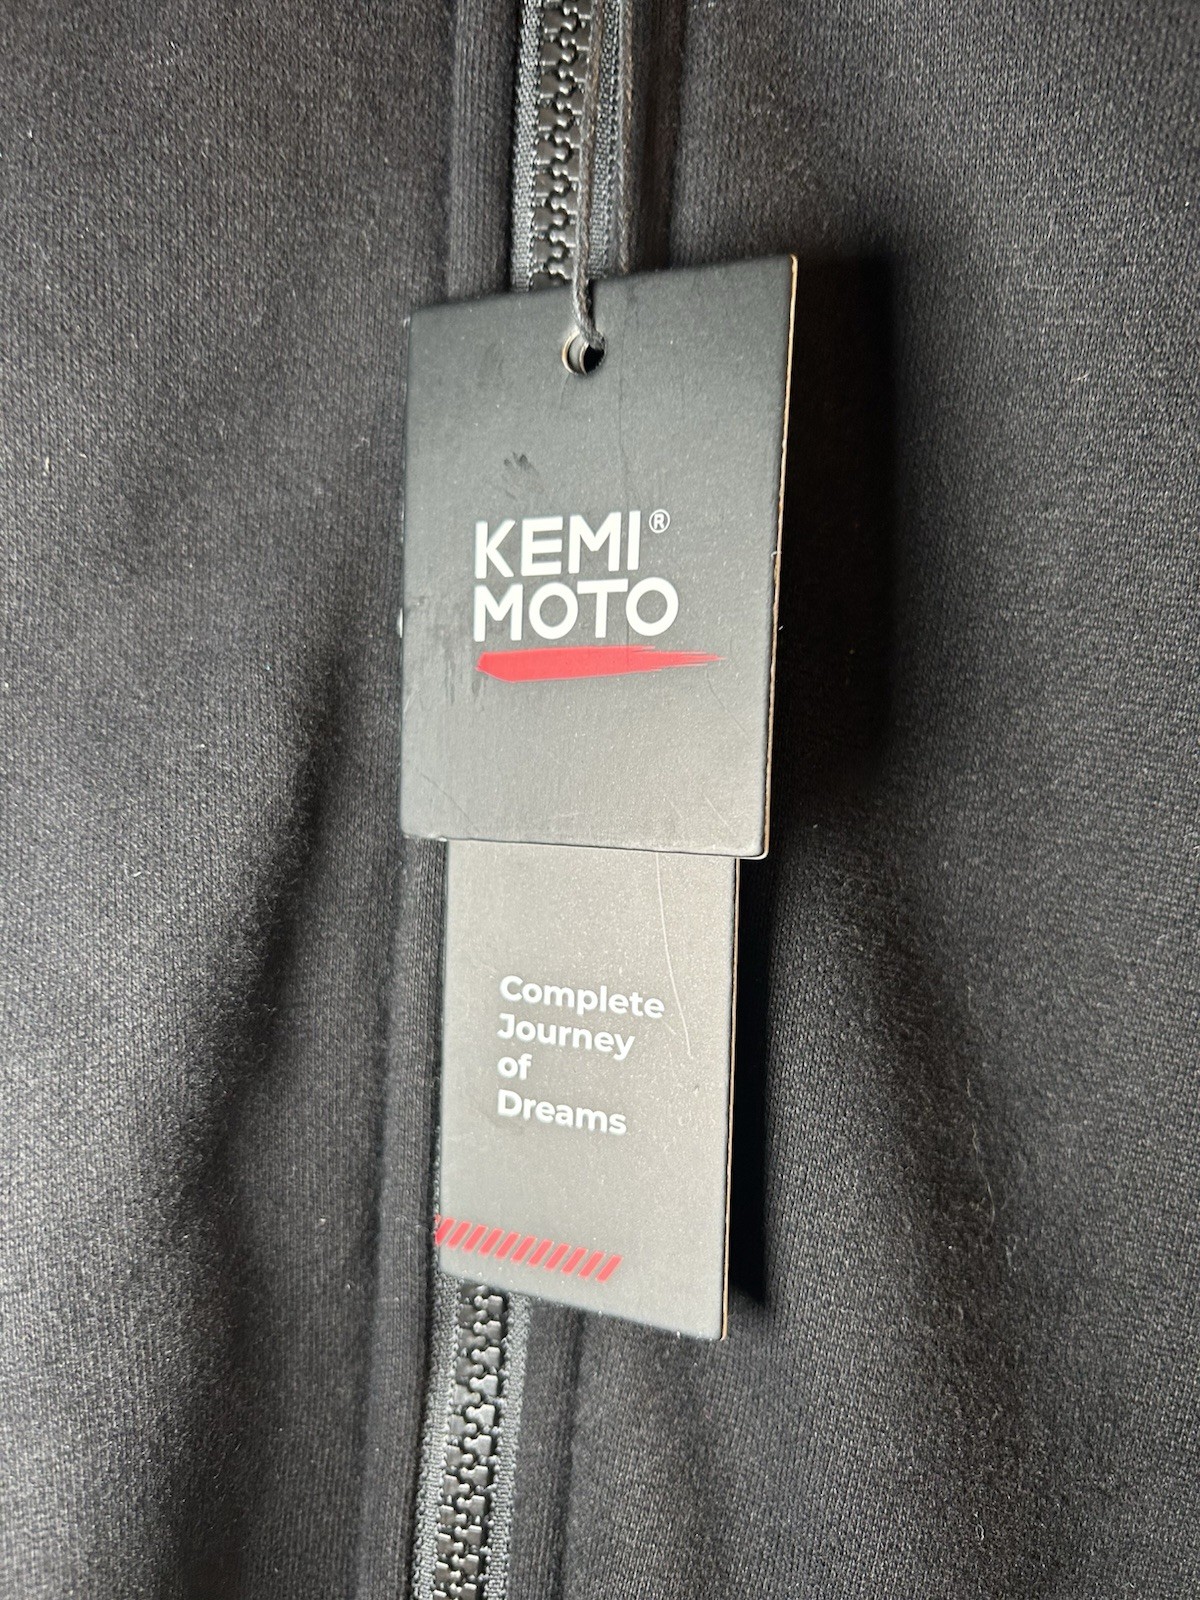 KEMI®
MOTO
Complete
Journey
of
Dreams